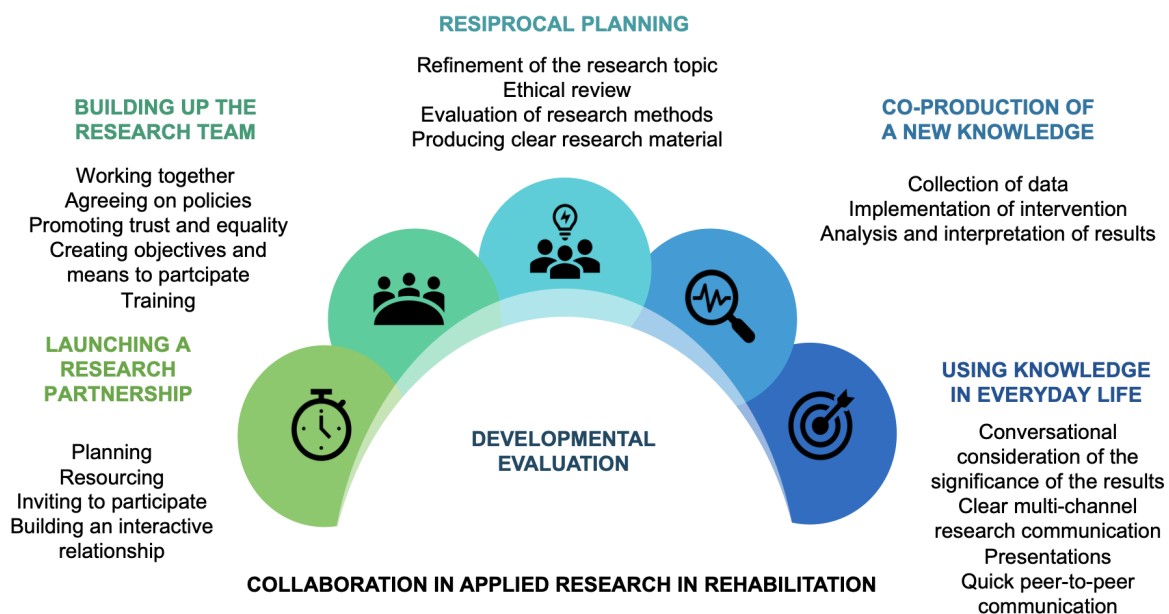 LAUNCHING A
RESEARCH
PARTNERSHIP
Planning
Resourcing
Inviting to participate
Building an interactive
relationship
BUILDING UP THE
RESEARCH TEAM
Working together
Agreeing on policies
Promoting trust and equality
Creating objectives and
means to partcipate
Training
RESIPROCAL PLANNING
Refinement of the research topic
Ethical review
Evaluation of research methods
Producing clear research material
CO-PRODUCTION OF
A NEW KNOWLEDGE
Collection of data
Implementation of intervention
Analysis and interpretation of results
USING KNOWLEDGE
IN EVERYDAY LIFE
Conversational
consideration of the
significance of the results
Clear multi-channel
research communication
Presentations
Quick peer-to-peer
communication
DEVELOPMENTAL
EVALUATION
COLLABORATION IN APPLIED RESEARCH IN REHABILITATION